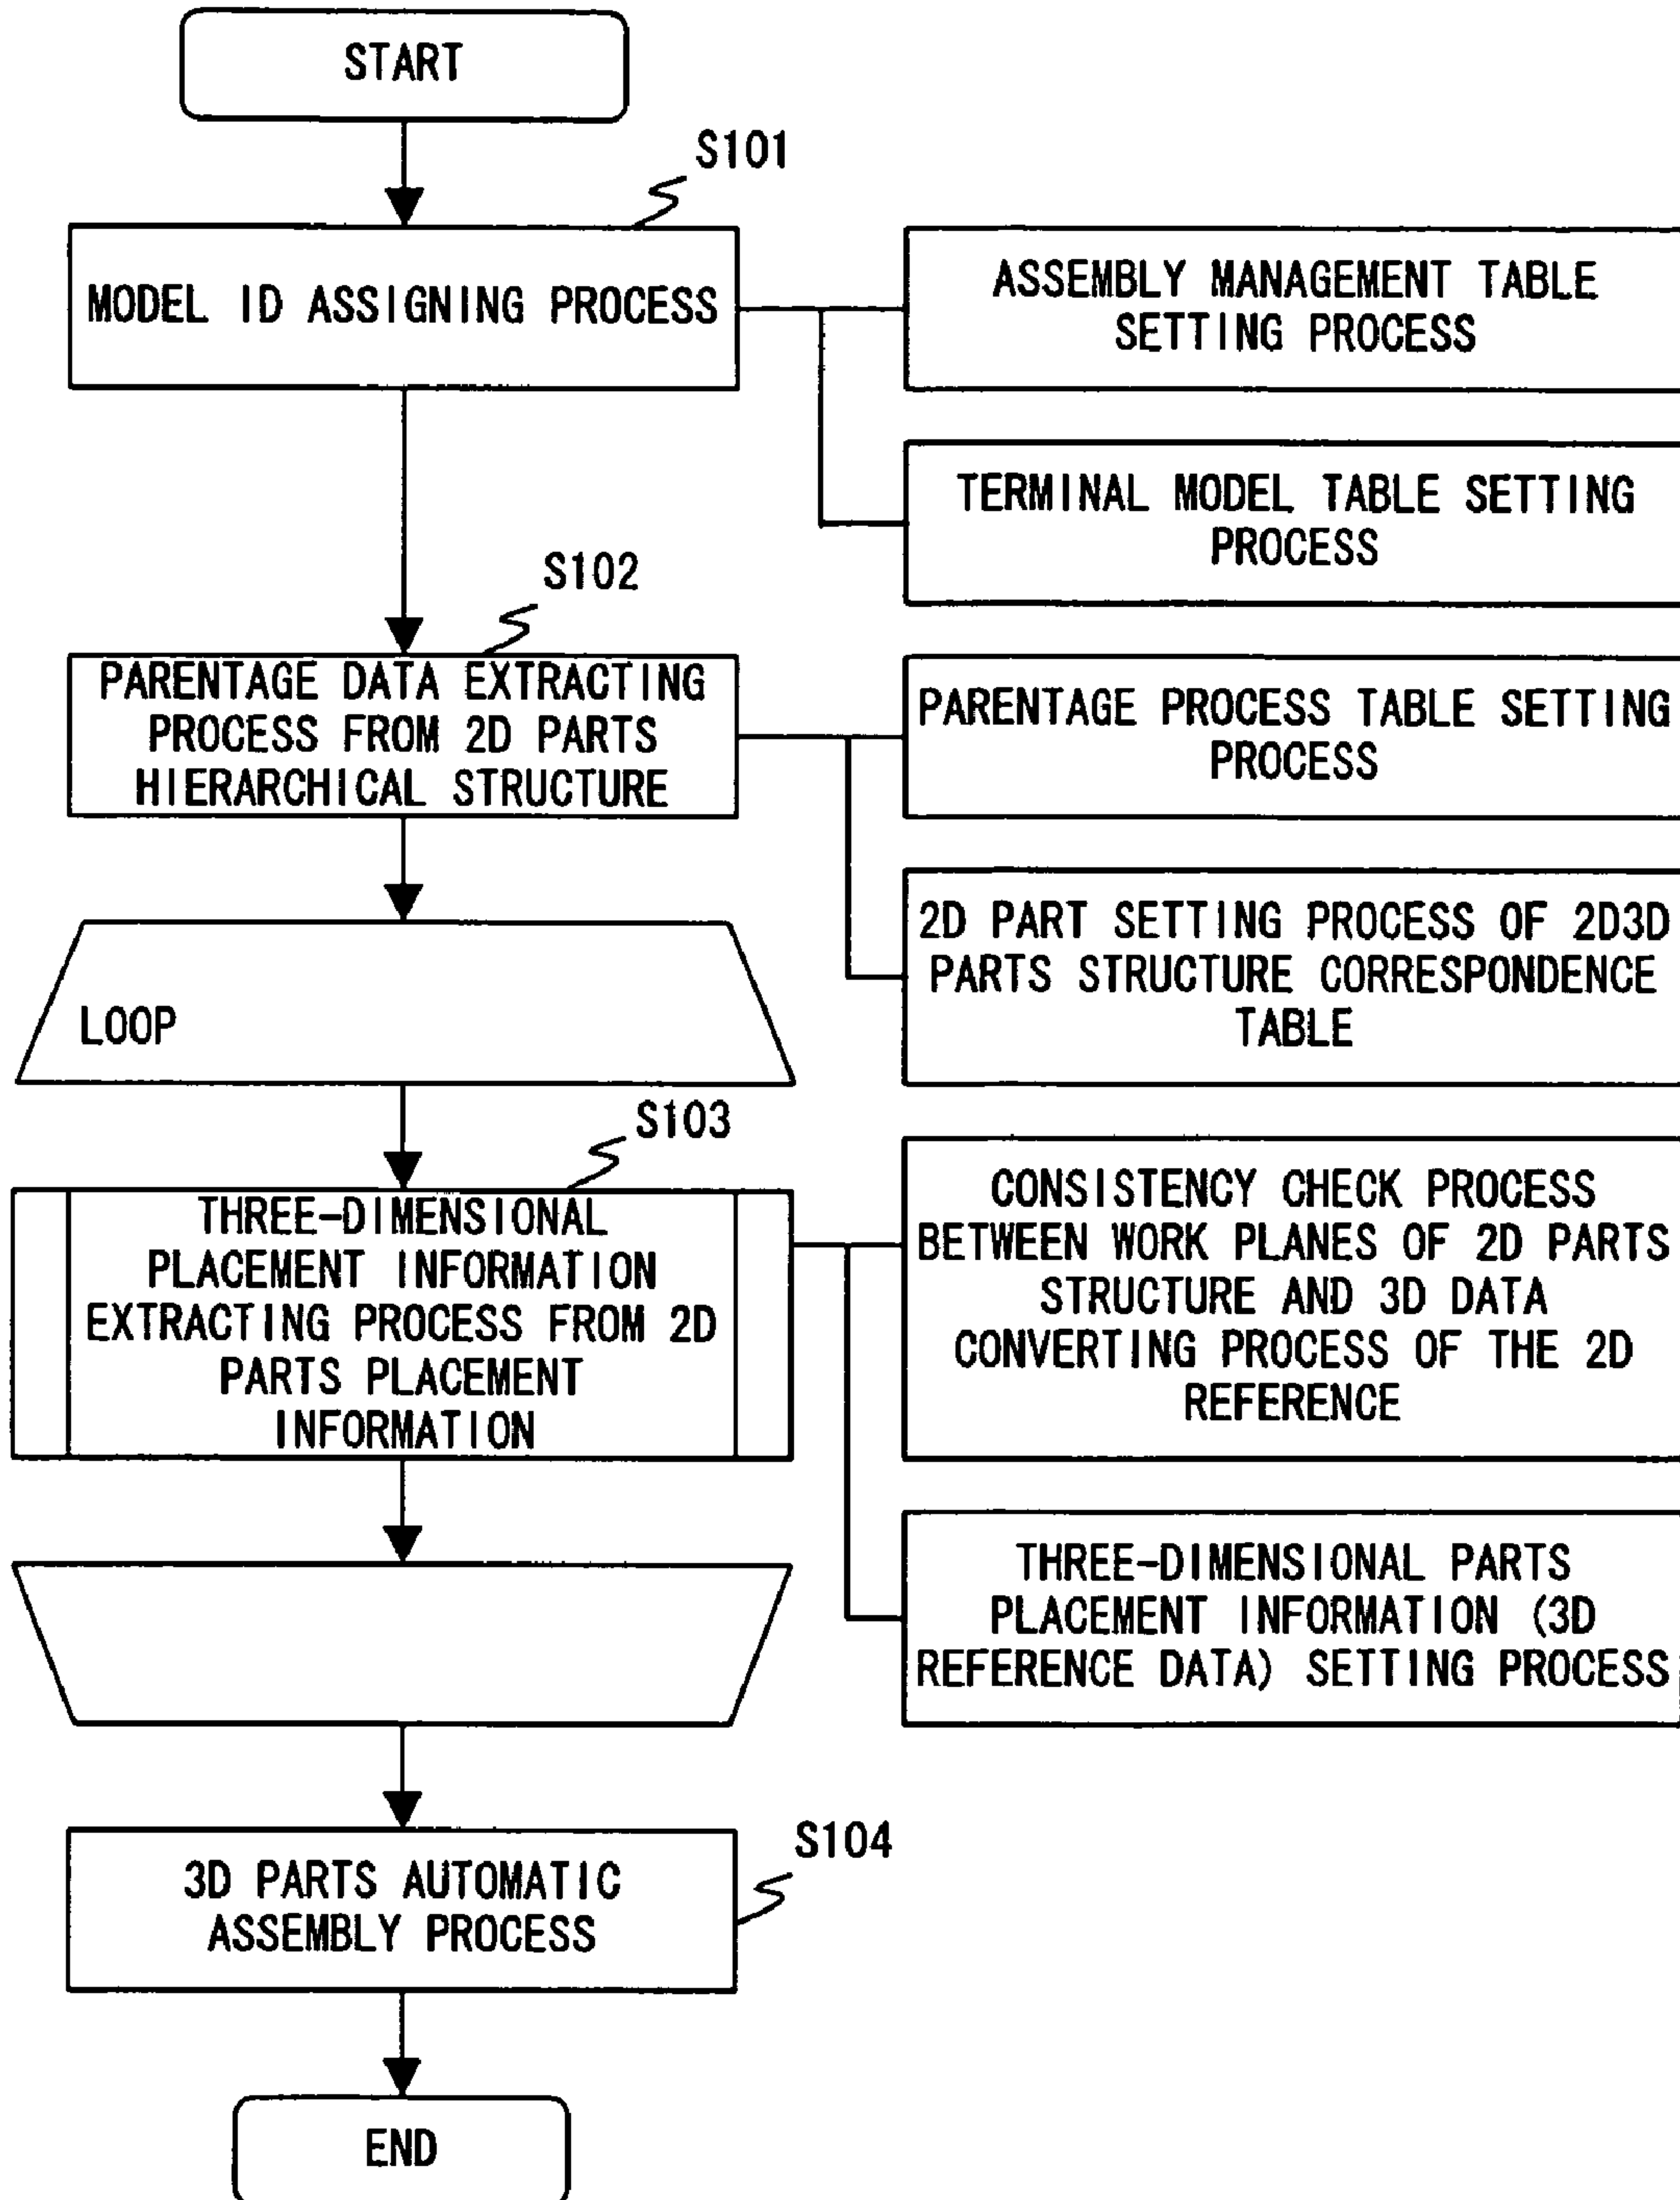 START
S101
MODEL ID ASSIGNING PROCESS
ASSEMBLY MANAGEMENT TABLE
SETTING PROCESS
TERMINAL MODEL TABLE SETTING
PROCESS
S102
PARENTAGE DATA EXTRACTING
PROCESS FROM 2D PARTS
HIERARCHICAL STRUCTURE
PARENTAGE PROCESS TABLE SETTING
PROCESS
2D PART SETTING PROCESS OF 2D3D
PARTS STRUCTURE CORRESPONDENCE
TABLE
LOOP
S103
THREE-DIMENSIONAL
PLACEMENT INFORMATION
EXTRACTING PROCESS FROM 2D
PARTS PLACEMENT
INFORMATION
CONSISTENCY CHECK PROCESS
BETWEEN WORK PLANES OF 2D PARTS
STRUCTURE AND 3D DATA
CONVERTING PROCESS OF THE 2D
REFERENCE
THREE-DIMENSIONAL PARTS
PLACEMENT INFORMATION (3D
REFERENCE DATA) SETTING PROCESS
S104
3D PARTS AUTOMATIC
ASSEMBLY PROCESS
END